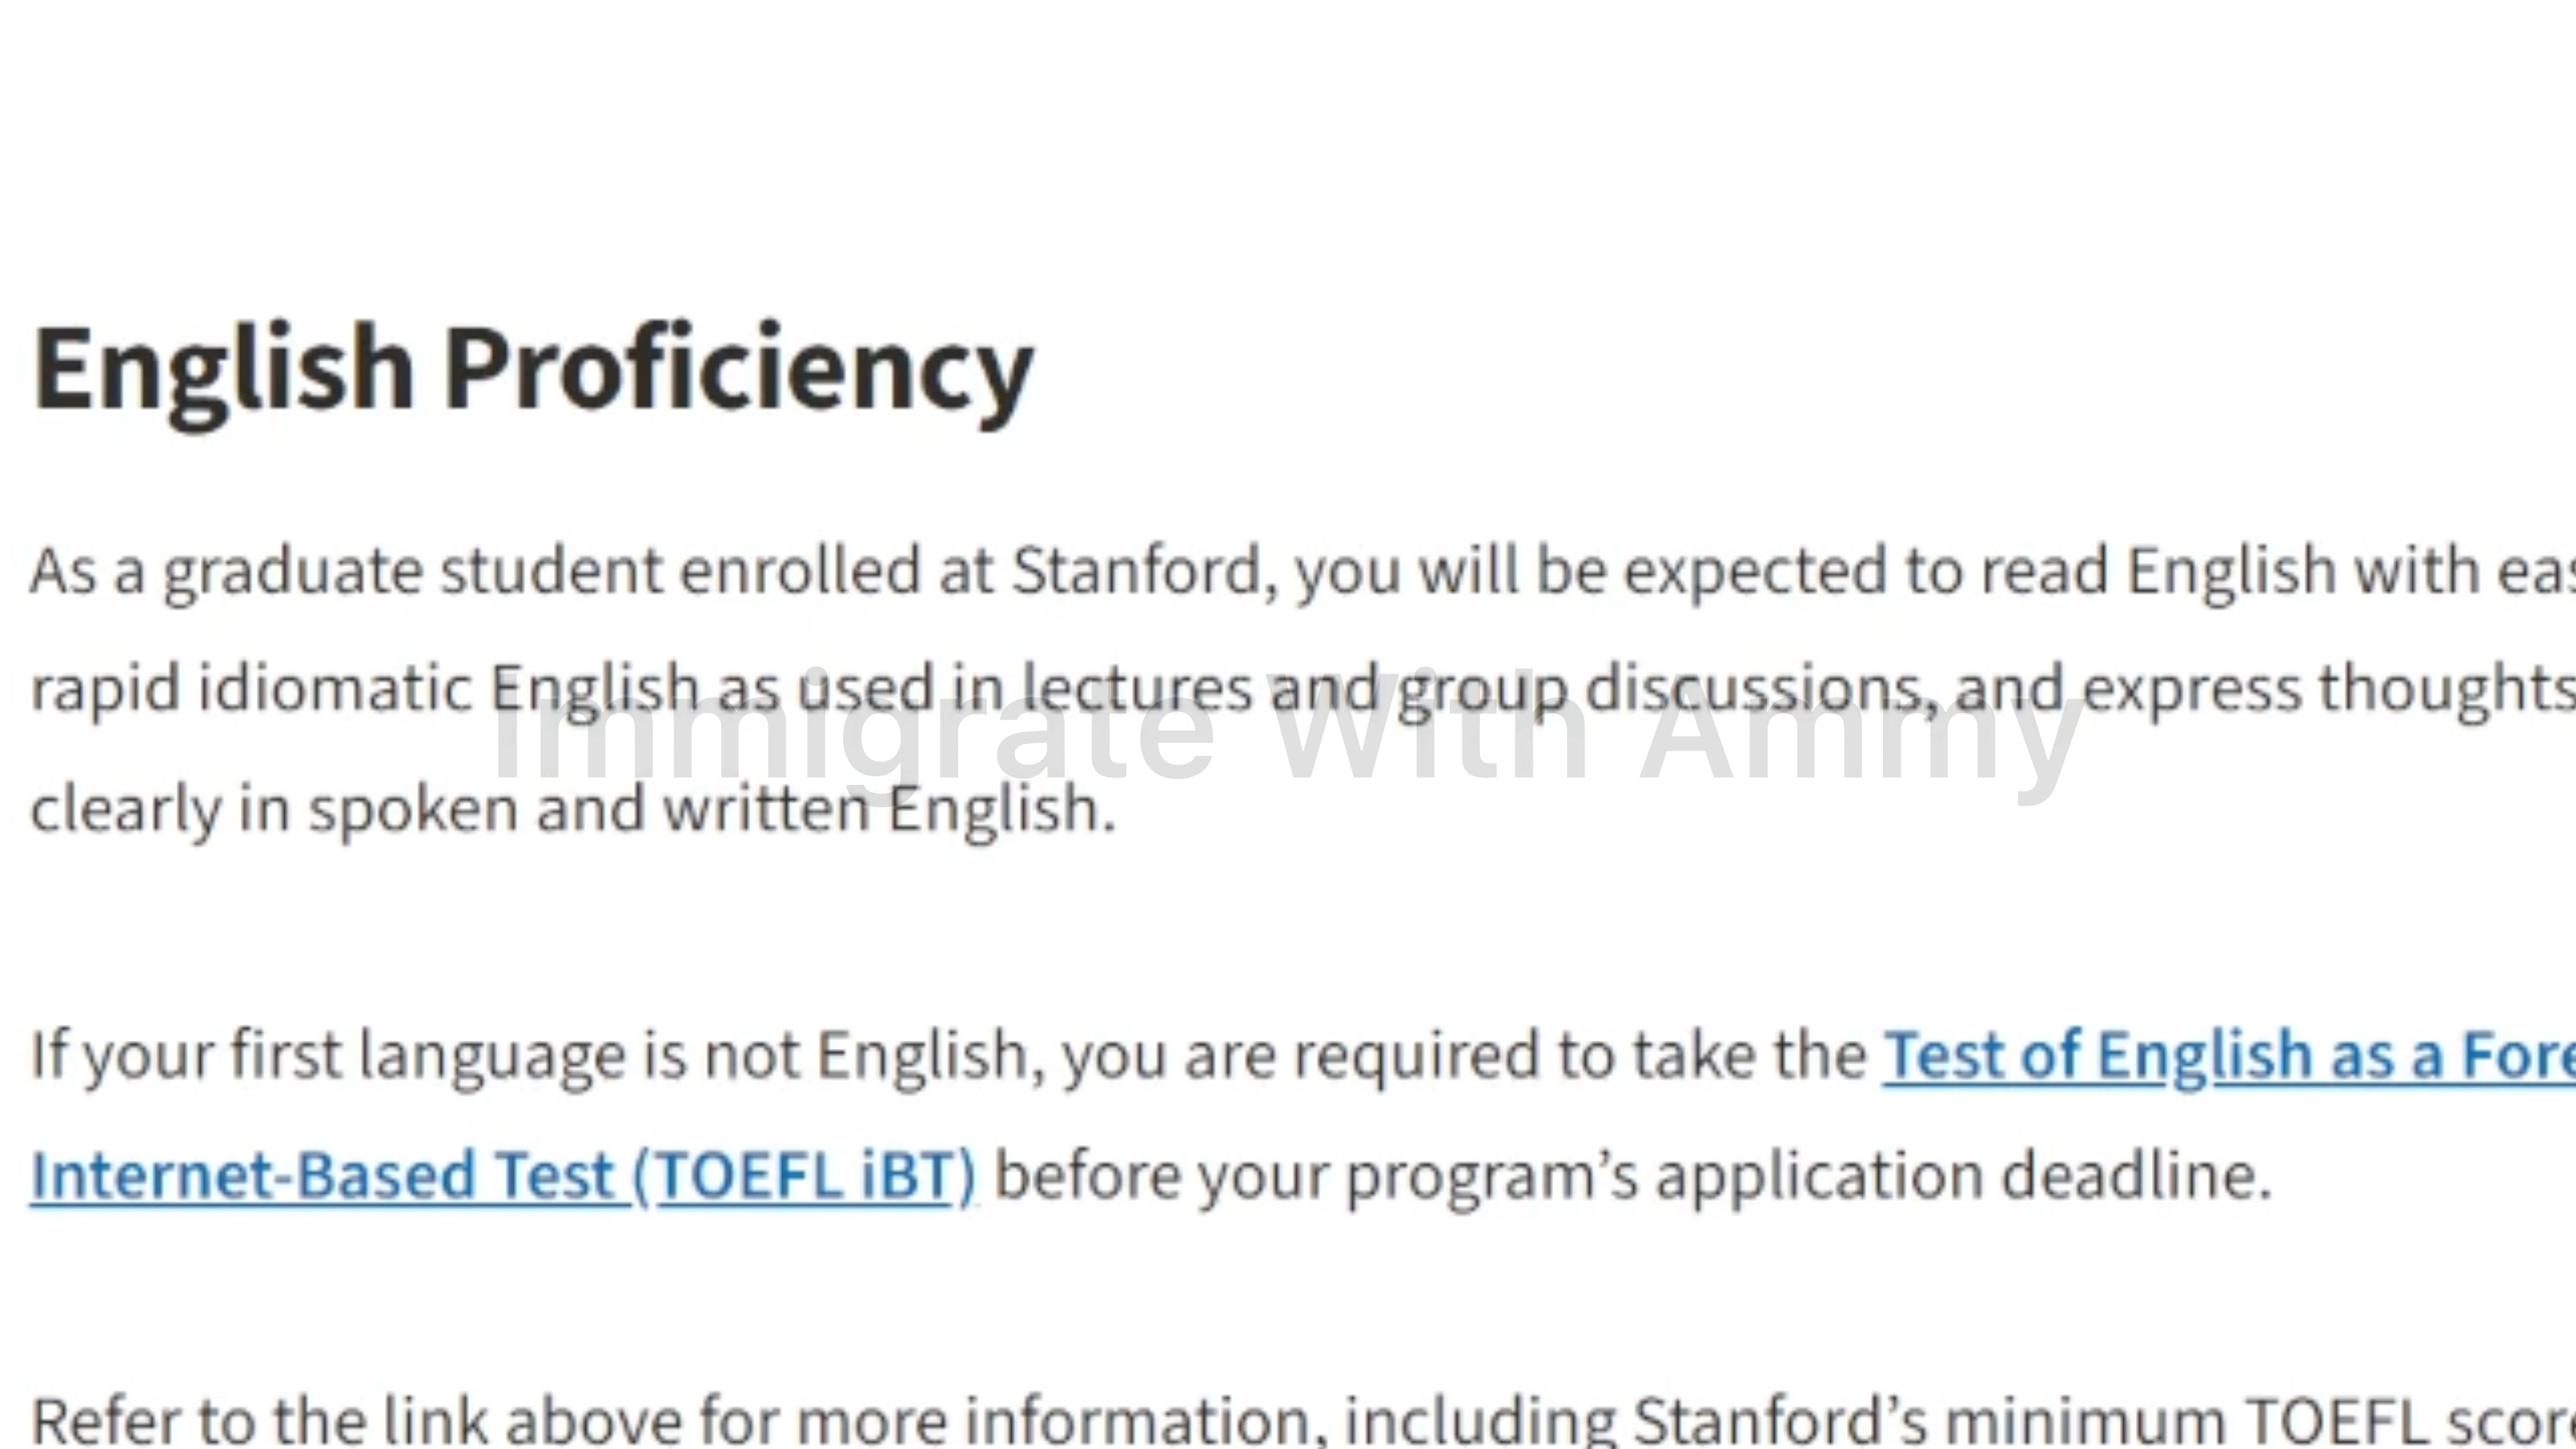 English Proficiency
As a graduate student enrolled at Stanford, you will be expected to read English with
rapid idiomatic English as used in lectures and group discussions, and express thoughts
clearly in spoken and written English.
Immigrate With Ammy
If your first language is not English, you are required to take the Test of English as a
Internet-Based Test (TOEFL iBT) before your program’s application deadline.
Refer to the link above for more information, including Stanford’s minimum TOEFL